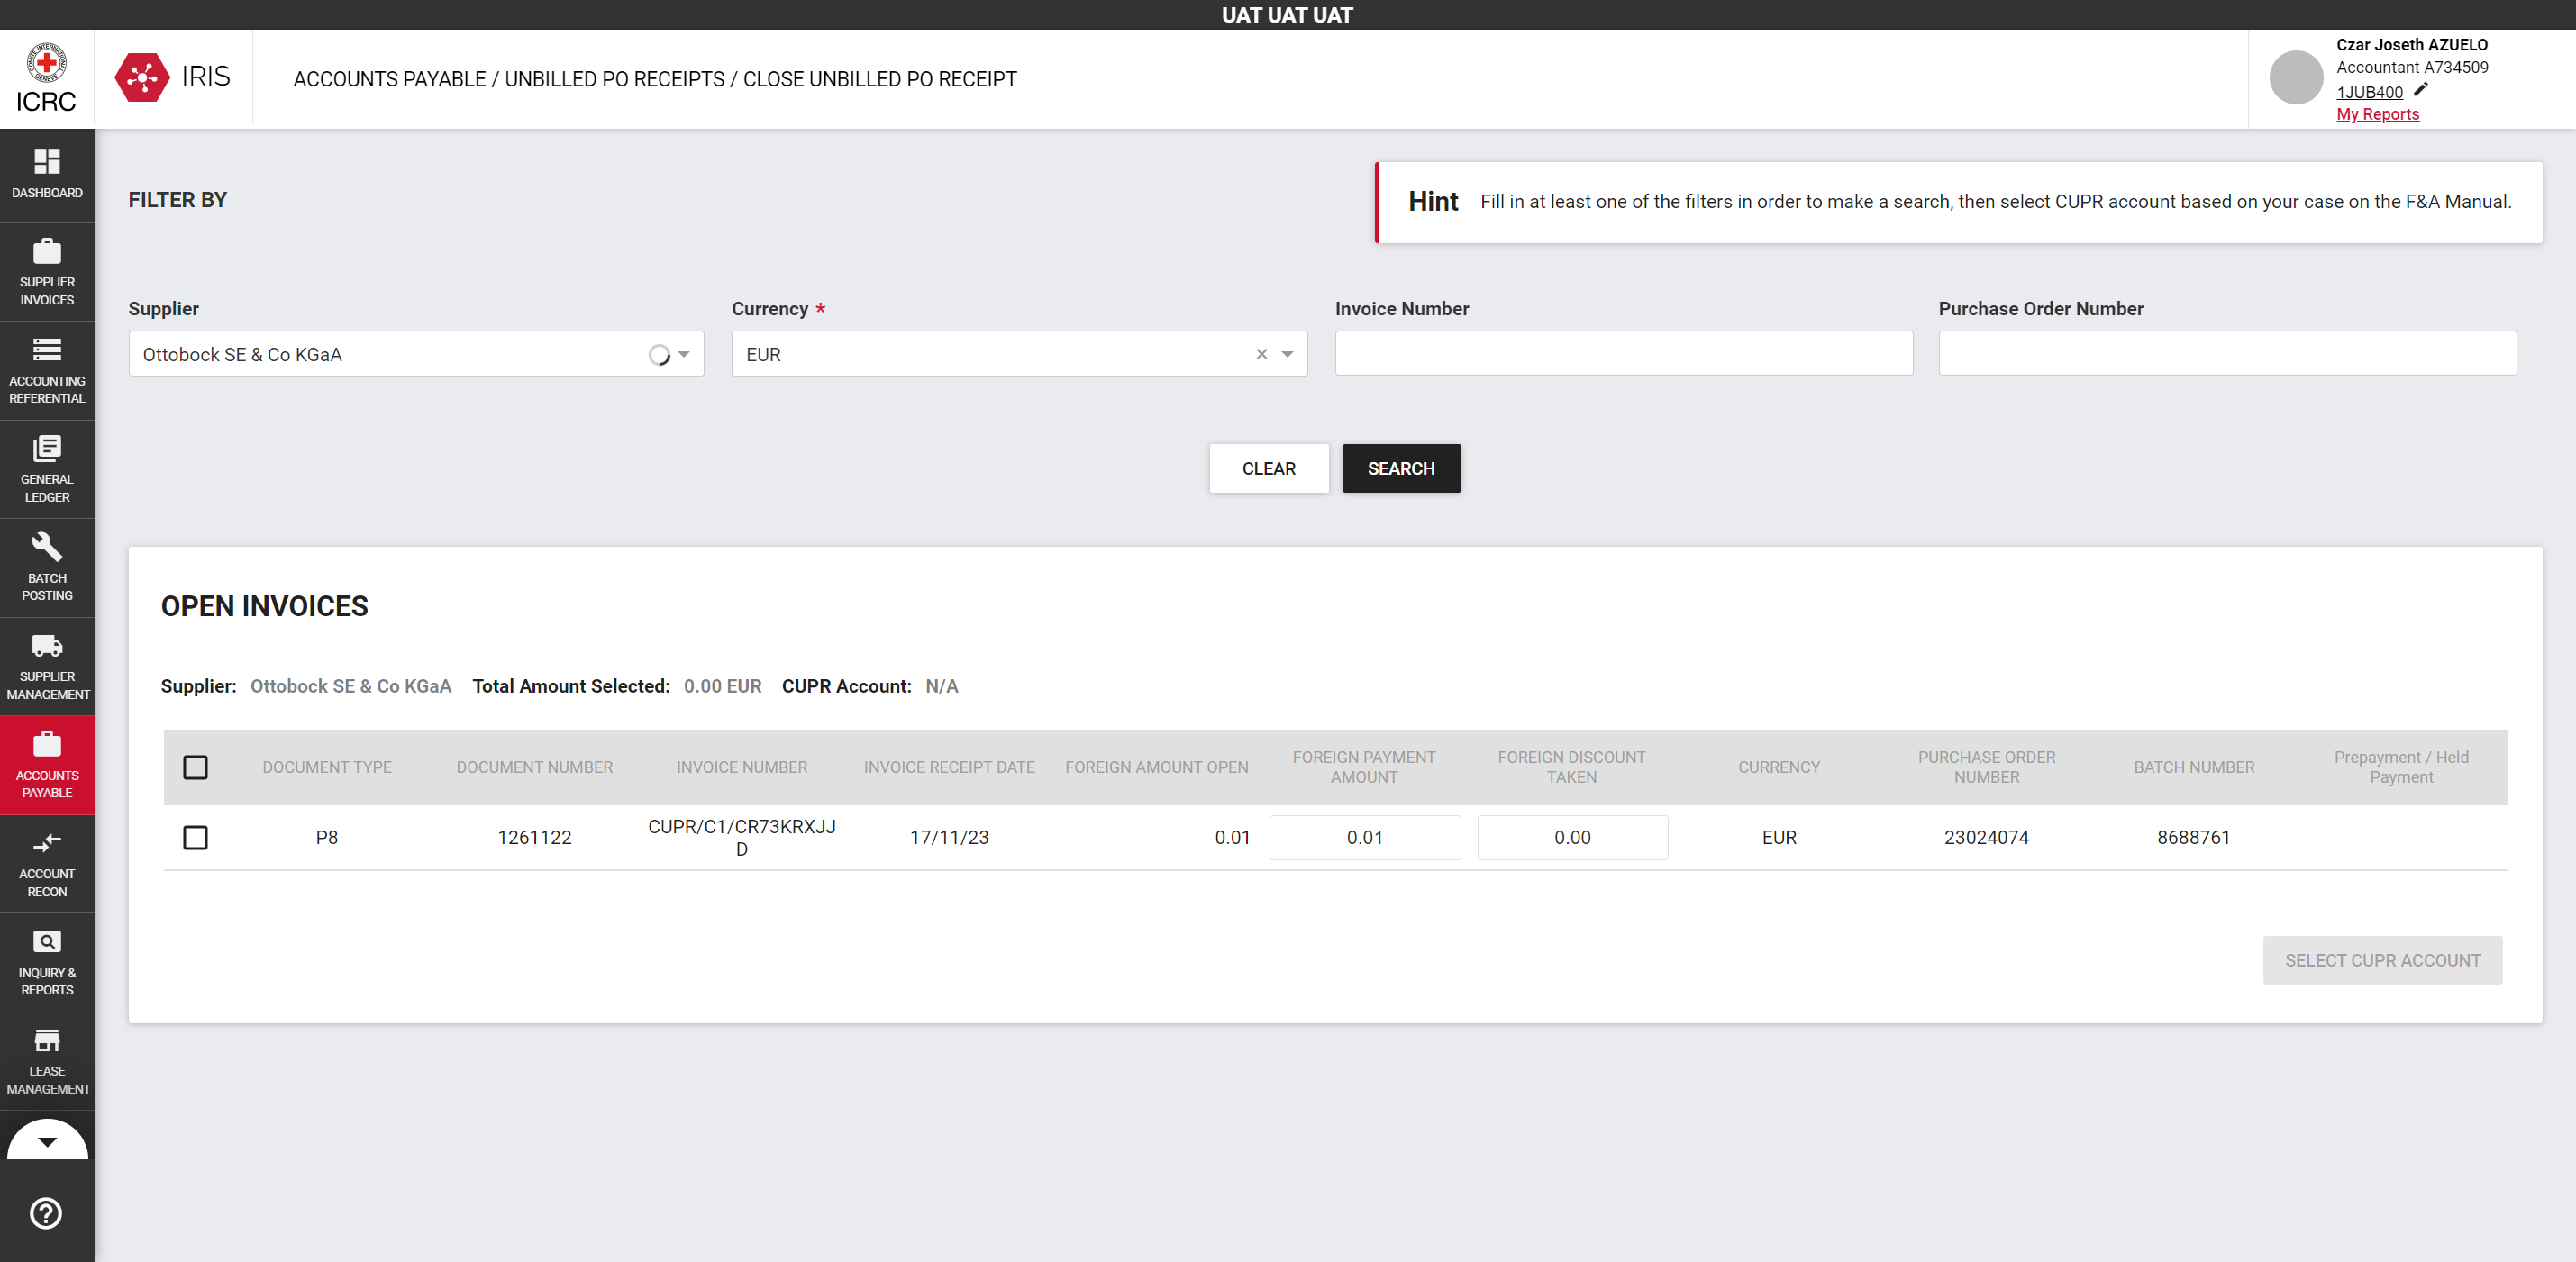 UAT UAT UAT
COMITE INTERNATIONAL GENEVE
ICRC
IRIS
ACCOUNTS PAYABLE / UNBILLED PO RECEIPTS / CLOSE UNBILLED PO RECEIPT
Czar Joseth AZUELO
Accountant A734509
1JUB400
My Reports
DASHBOARD
SUPPLIER
INVOICES
ACCOUNTING
REFERENTIAL
GENERAL
LEDGER
BATCH
POSTING
SUPPLIER
MANAGEMENT
ACCOUNTS
PAYABLE
ACCOUNT
RECON
INQUIRY &
REPORTS
LEASE
MANAGEMENT
FILTER BY
Hint Fill in at least one of the filters in order to make a search, then select CUPR account based on your case on the F&A Manual.
Supplier Currency * Invoice Number Purchase Order Number
Ottobock SE & Co KGaA EUR
CLEAR SEARCH
OPEN INVOICES
Supplier: Ottobock SE & Co KGaA Total Amount Selected: 0.00 EUR CUPR Account: N/A
DOCUMENT TYPE DOCUMENT NUMBER INVOICE NUMBER INVOICE RECEIPT DATE FOREIGN AMOUNT OPEN FOREIGN PAYMENT AMOUNT FOREIGN DISCOUNT TAKEN CURRENCY PURCHASE ORDER NUMBER BATCH NUMBER Prepayment / Held Payment
P8 1261122 CUPR/C1/CR73KRXJJD 17/11/23 0.01 0.01 0.00 EUR 23024074 8688761
SELECT CUPR ACCOUNT